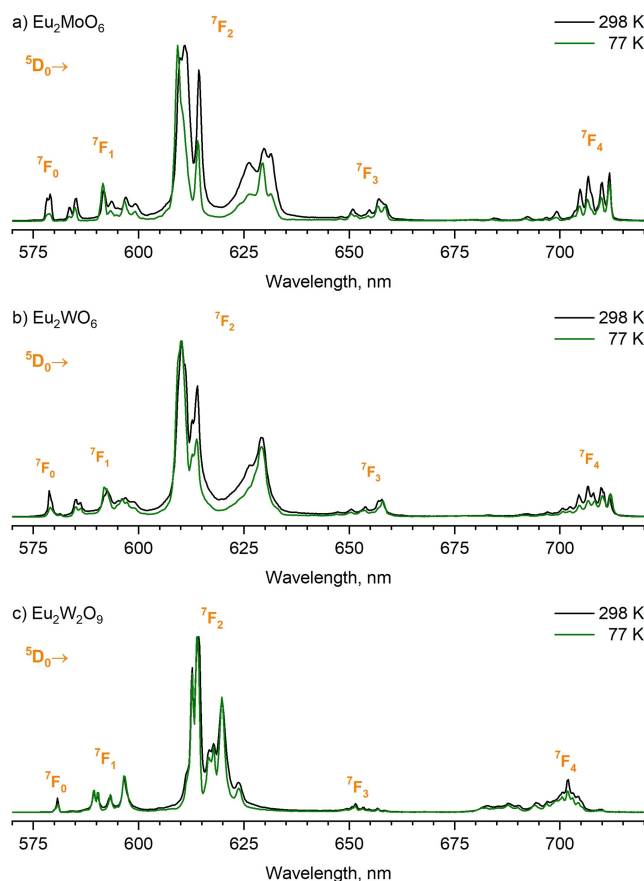 a) Eu₂MoO₆
⁷F₂
298 K
77 K
⁵D₀→
⁷F₀
⁷F₁
⁷F₃
⁷F₄
575 600 625 650 675 700
Wavelength, nm
b) Eu₂WO₆
⁷F₂
298 K
77 K
⁵D₀→
⁷F₀
⁷F₁
⁷F₃
⁷F₄
575 600 625 650 675 700
Wavelength, nm
c) Eu₂W₂O₉
⁷F₂
298 K
77 K
⁵D₀→
⁷F₀
⁷F₁
⁷F₃
⁷F₄
575 600 625 650 675 700
Wavelength, nm